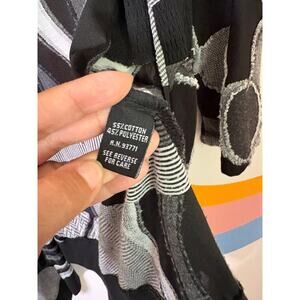 55% COTTON
45% POLYESTER
R.N. 93771
SEE REVERSE
FOR CARE